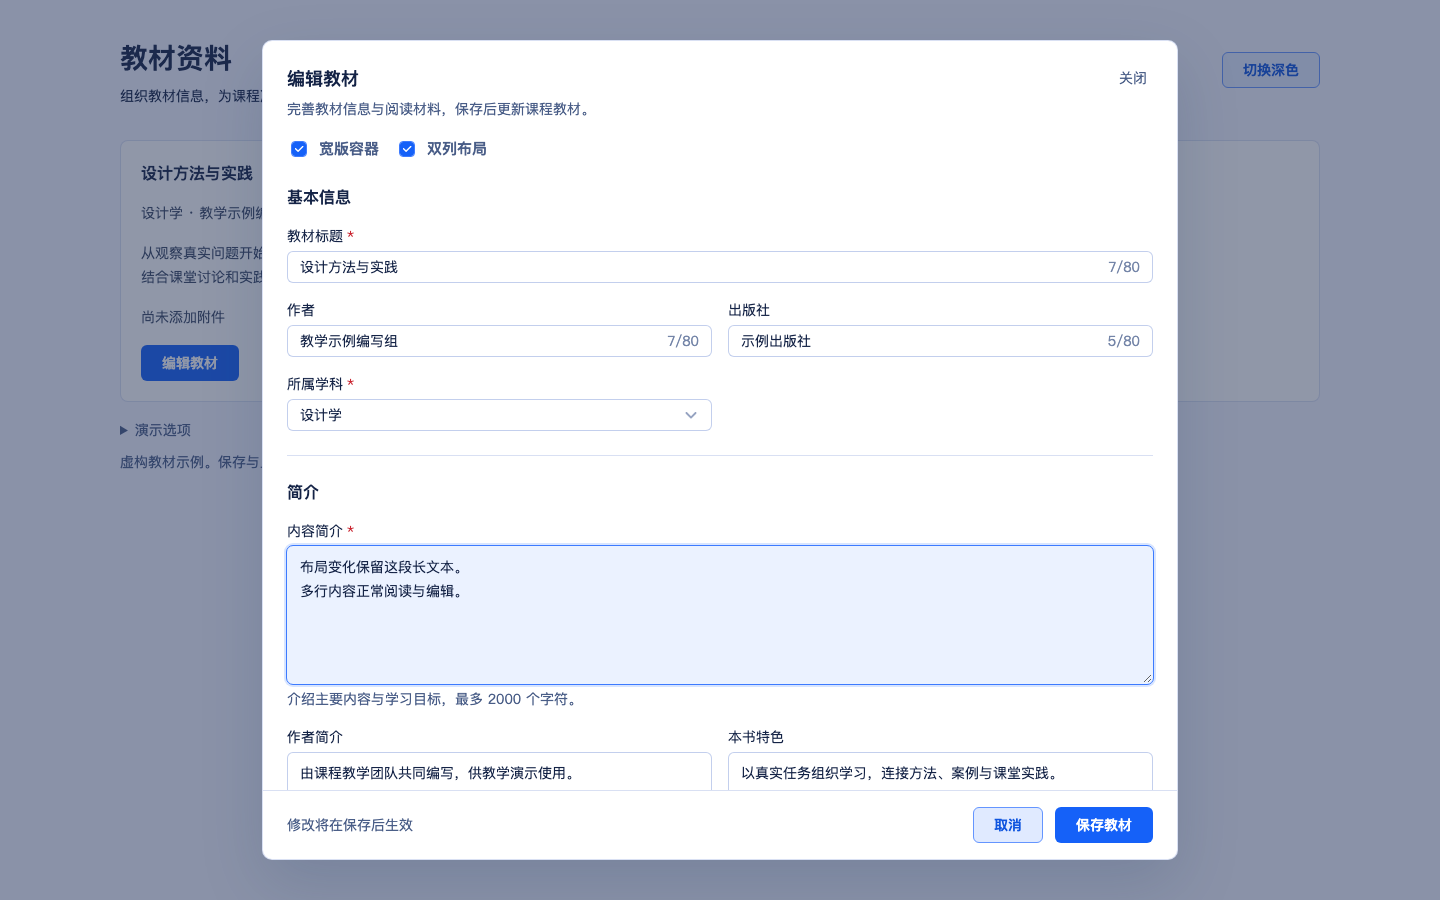 教材资料
组织教材信息，为课程
切换深色
设计方法与实践
设计学 · 教学示例编
从观察真实问题开始
结合课堂讨论和实践
尚未添加附件
编辑教材
演示选项
虚构教材示例。保存与
编辑教材
关闭
完善教材信息与阅读材料，保存后更新课程教材。
宽版容器 双列布局
基本信息
教材标题 *
设计方法与实践 7/80
作者 出版社
教学示例编写组 7/80 示例出版社 5/80
所属学科 *
设计学
简介
内容简介 *
布局变化保留这段长文本。
多行内容正常阅读与编辑。
介绍主要内容与学习目标，最多 2000 个字符。
作者简介 本书特色
由课程教学团队共同编写，供教学演示使用。 以真实任务组织学习，连接方法、案例与课堂实践。
修改将在保存后生效
取消 保存教材